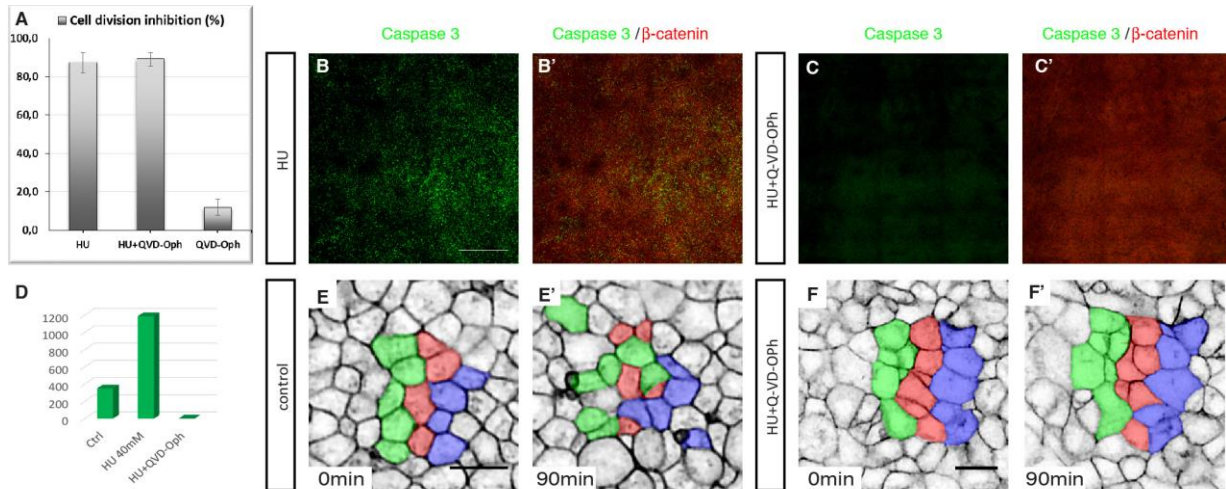 A
Cell division inhibition (%)
100,0
80,0
60,0
40,0
20,0
0,0
HU
HU+QVD-Oph
QVD-Oph
Caspase 3
Caspase 3 /β-catenin
HU
B
B'
Caspase 3
Caspase 3 /β-catenin
HU+Q-VD-OPh
C
C'
D
1200
1000
800
600
400
200
0
Ctrl
HU 40mM
HU+QVD-Oph
control
E
0min
E'
90min
HU+Q-VD-OPh
F
0min
F'
90min